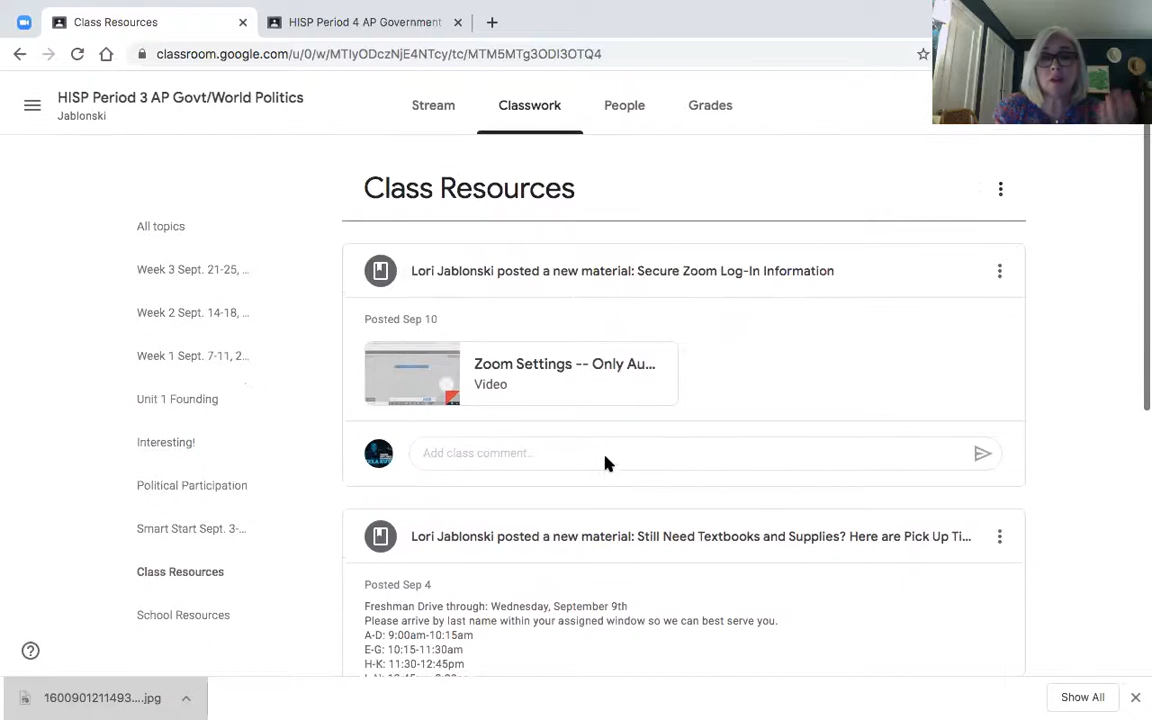 Class Resources
HISP Period 4 AP Government
classroom.google.com/u/0/w/MTIyODczNjE4NTcy/tc/MTM5MTg3ODI3OTQ4
HISP Period 3 AP Govt/World Politics
Jablonski
Stream
Classwork
People
Grades
Class Resources
All topics
Week 3 Sept. 21-25, ...
Week 2 Sept. 14-18, ...
Week 1 Sept. 7-11, 2...
Unit 1 Founding
Interesting!
Political Participation
Smart Start Sept. 3-...
Class Resources
School Resources
Lori Jablonski posted a new material: Secure Zoom Log-In Information
Posted Sep 10
Zoom Settings -- Only Au...
Video
Add class comment...
Lori Jablonski posted a new material: Still Need Textbooks and Supplies? Here are Pick Up Ti...
Posted Sep 4
Freshman Drive through: Wednesday, September 9th
Please arrive by last name within your assigned window so we can best serve you.
A-D: 9:00am-10:15am
E-G: 10:15-11:30am
H-K: 11:30-12:45pm
1600901211493....jpg
Show All